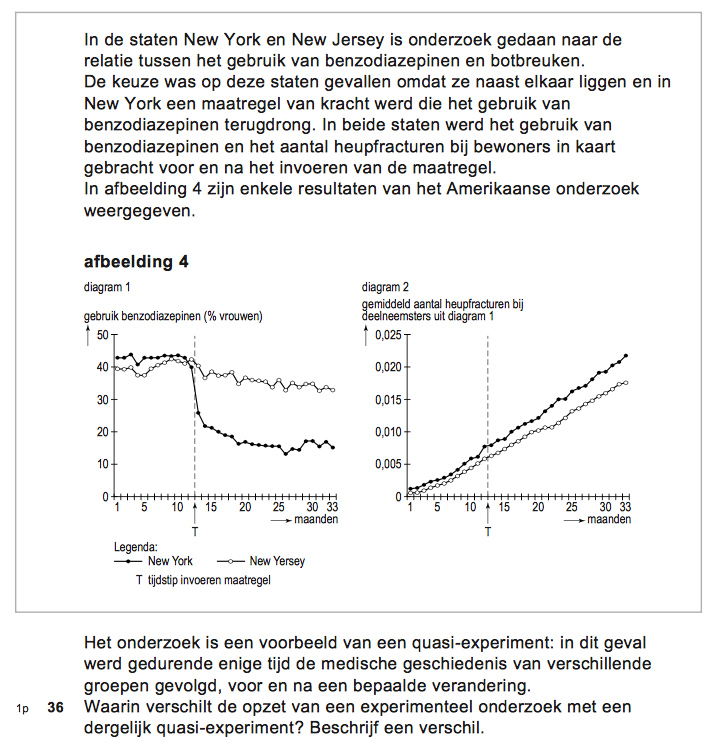 In de staten New York en New Jersey is onderzoek gedaan naar de
relatie tussen het gebruik van benzodiazepinen en botbreuken.
De keuze was op deze staten gevallen omdat ze naast elkaar liggen en in
New York een maatregel van kracht werd die het gebruik van
benzodiazepinen terugdrong. In beide staten werd het gebruik van
benzodiazepinen en het aantal heupfracturen bij bewoners in kaart
gebracht voor en na het invoeren van de maatregel.
In afbeelding 4 zijn enkele resultaten van het Amerikaanse onderzoek
weergegeven.
afbeelding 4
diagram 1
gebruik benzodiazepinen (% vrouwen)
50
40
30
20
10
0
1 5 10 15 20 25 30 33
maanden
T
Legenda:
New York
New Yersey
T tijdstip invoeren maatregel
diagram 2
gemiddeld aantal heupfracturen bij
deelneemsters uit diagram 1
0,025
0,020
0,015
0,010
0,005
0
1 5 10 15 20 25 30 33
maanden
T
Het onderzoek is een voorbeeld van een quasi-experiment: in dit geval
werd gedurende enige tijd de medische geschiedenis van verschillende
groepen gevolgd, voor en na een bepaalde verandering.
1p 36 Waarin verschilt de opzet van een experimenteel onderzoek met een
dergelijk quasi-experiment? Beschrijf een verschil.